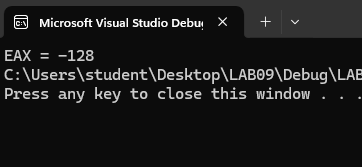 Microsoft Visual Studio Debug
EAX = -128
C:\Users\student\Desktop\LAB09\Debug\LAB
Press any key to close this window . . .